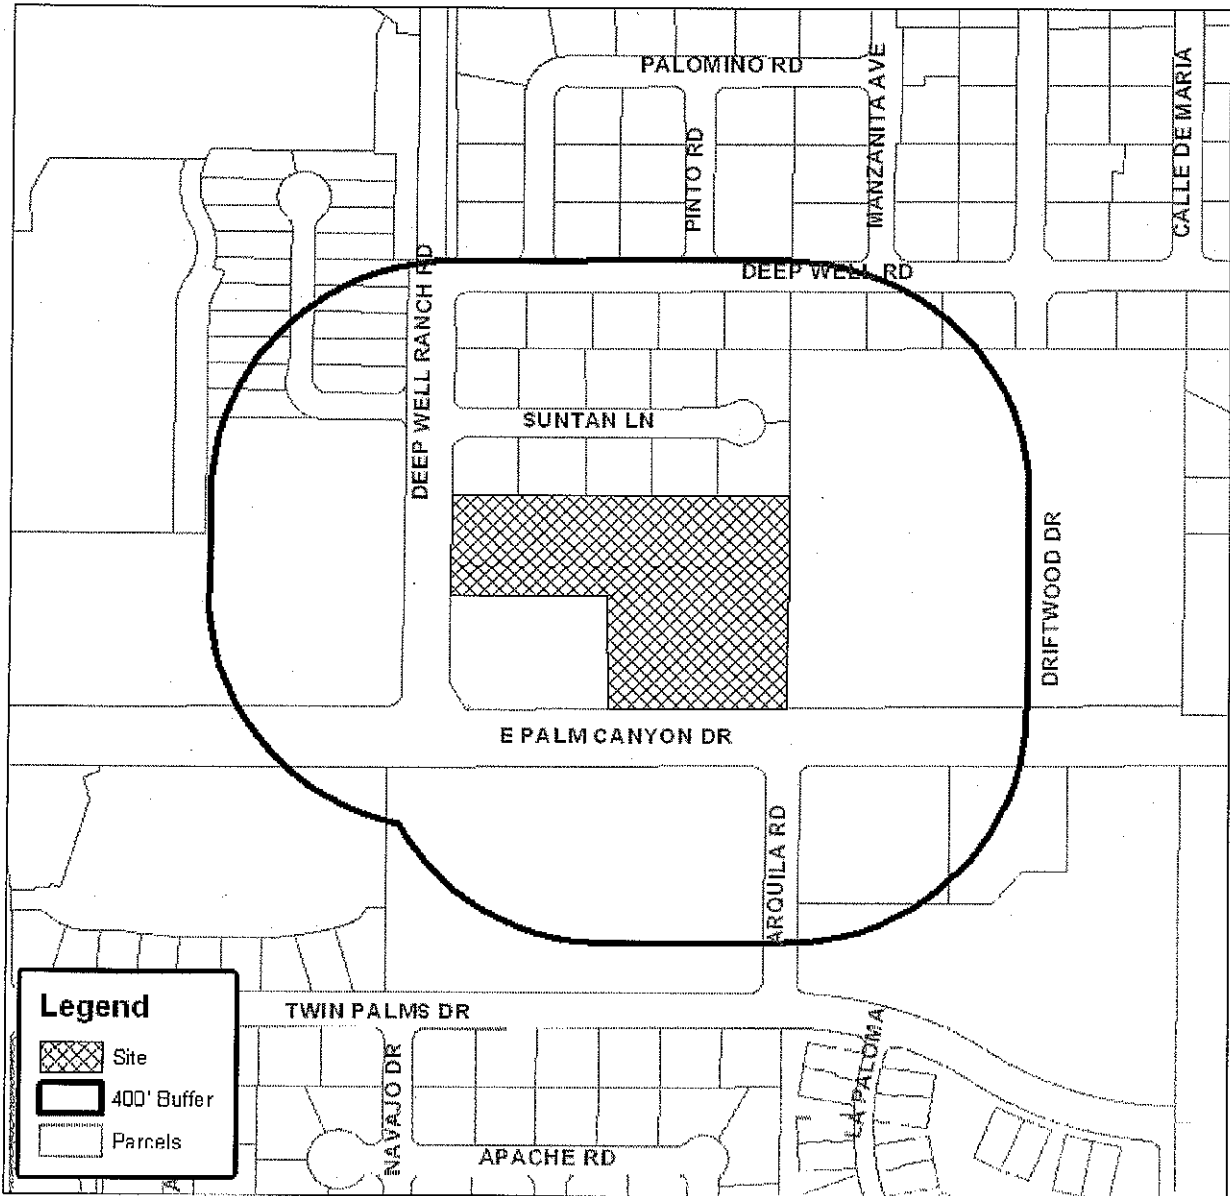 PALOMINO RD
MANZANITA AVE
CALLE DE MARIA
PINTO RD
DEEP WELL RD
DEEP WELL RANCH RD
SUNTAN LN
DRIFTWOOD DR
E PALM CANYON DR
ARQUILA RD
Legend
Site
400' Buffer
Parcels
TWIN PALMS DR
NAVAJO DR
LA PALOMA
APACHE RD